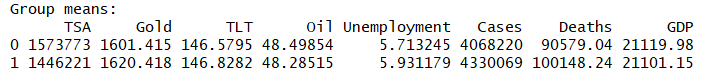 Group means:
TSA Gold TLT Oil Unemployment Cases Deaths GDP
0 1573773 1601.415 146.5795 48.49854 5.713245 4068220 90579.04 21119.98
1 1446221 1620.418 146.8282 48.28515 5.931179 4330069 100148.24 21101.15